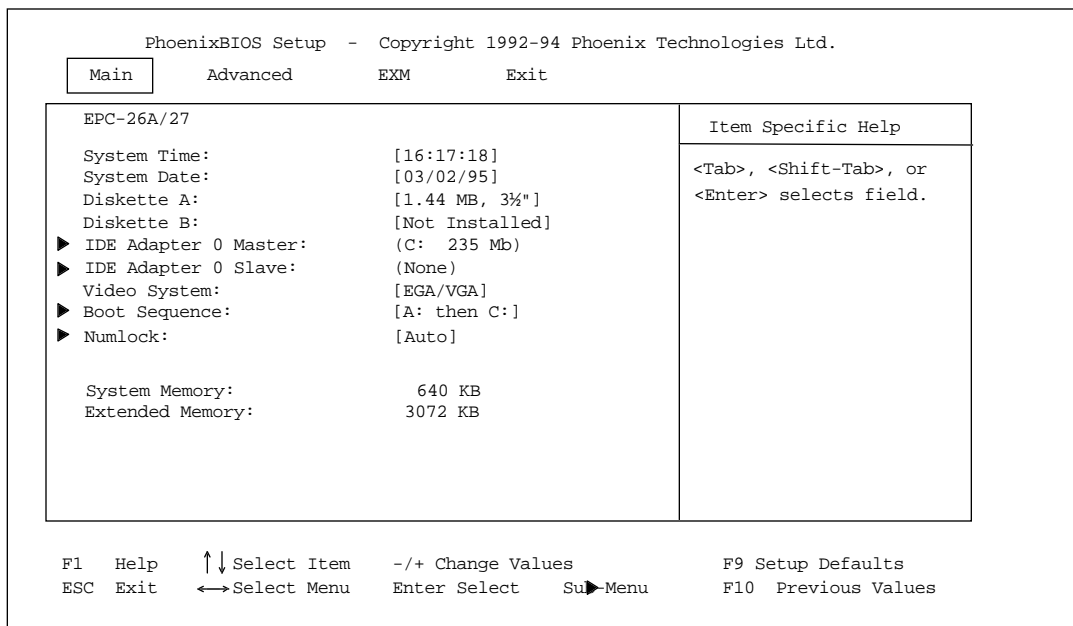 PhoenixBIOS Setup - Copyright 1992-94 Phoenix Technologies Ltd.
Main Advanced EXM Exit
EPC-26A/27
System Time: [16:17:18]
System Date: [03/02/95]
Diskette A: [1.44 MB, 3½"]
Diskette B: [Not Installed]
▶ IDE Adapter 0 Master: (C: 235 Mb)
▶ IDE Adapter 0 Slave: (None)
Video System: [EGA/VGA]
▶ Boot Sequence: [A: then C:]
▶ Numlock: [Auto]
System Memory: 640 KB
Extended Memory: 3072 KB
Item Specific Help
<Tab>, <Shift-Tab>, or
<Enter> selects field.
F1 Help ↑↓ Select Item -/+ Change Values F9 Setup Defaults
ESC Exit ↔ Select Menu Enter Select Sub▶Menu F10 Previous Values